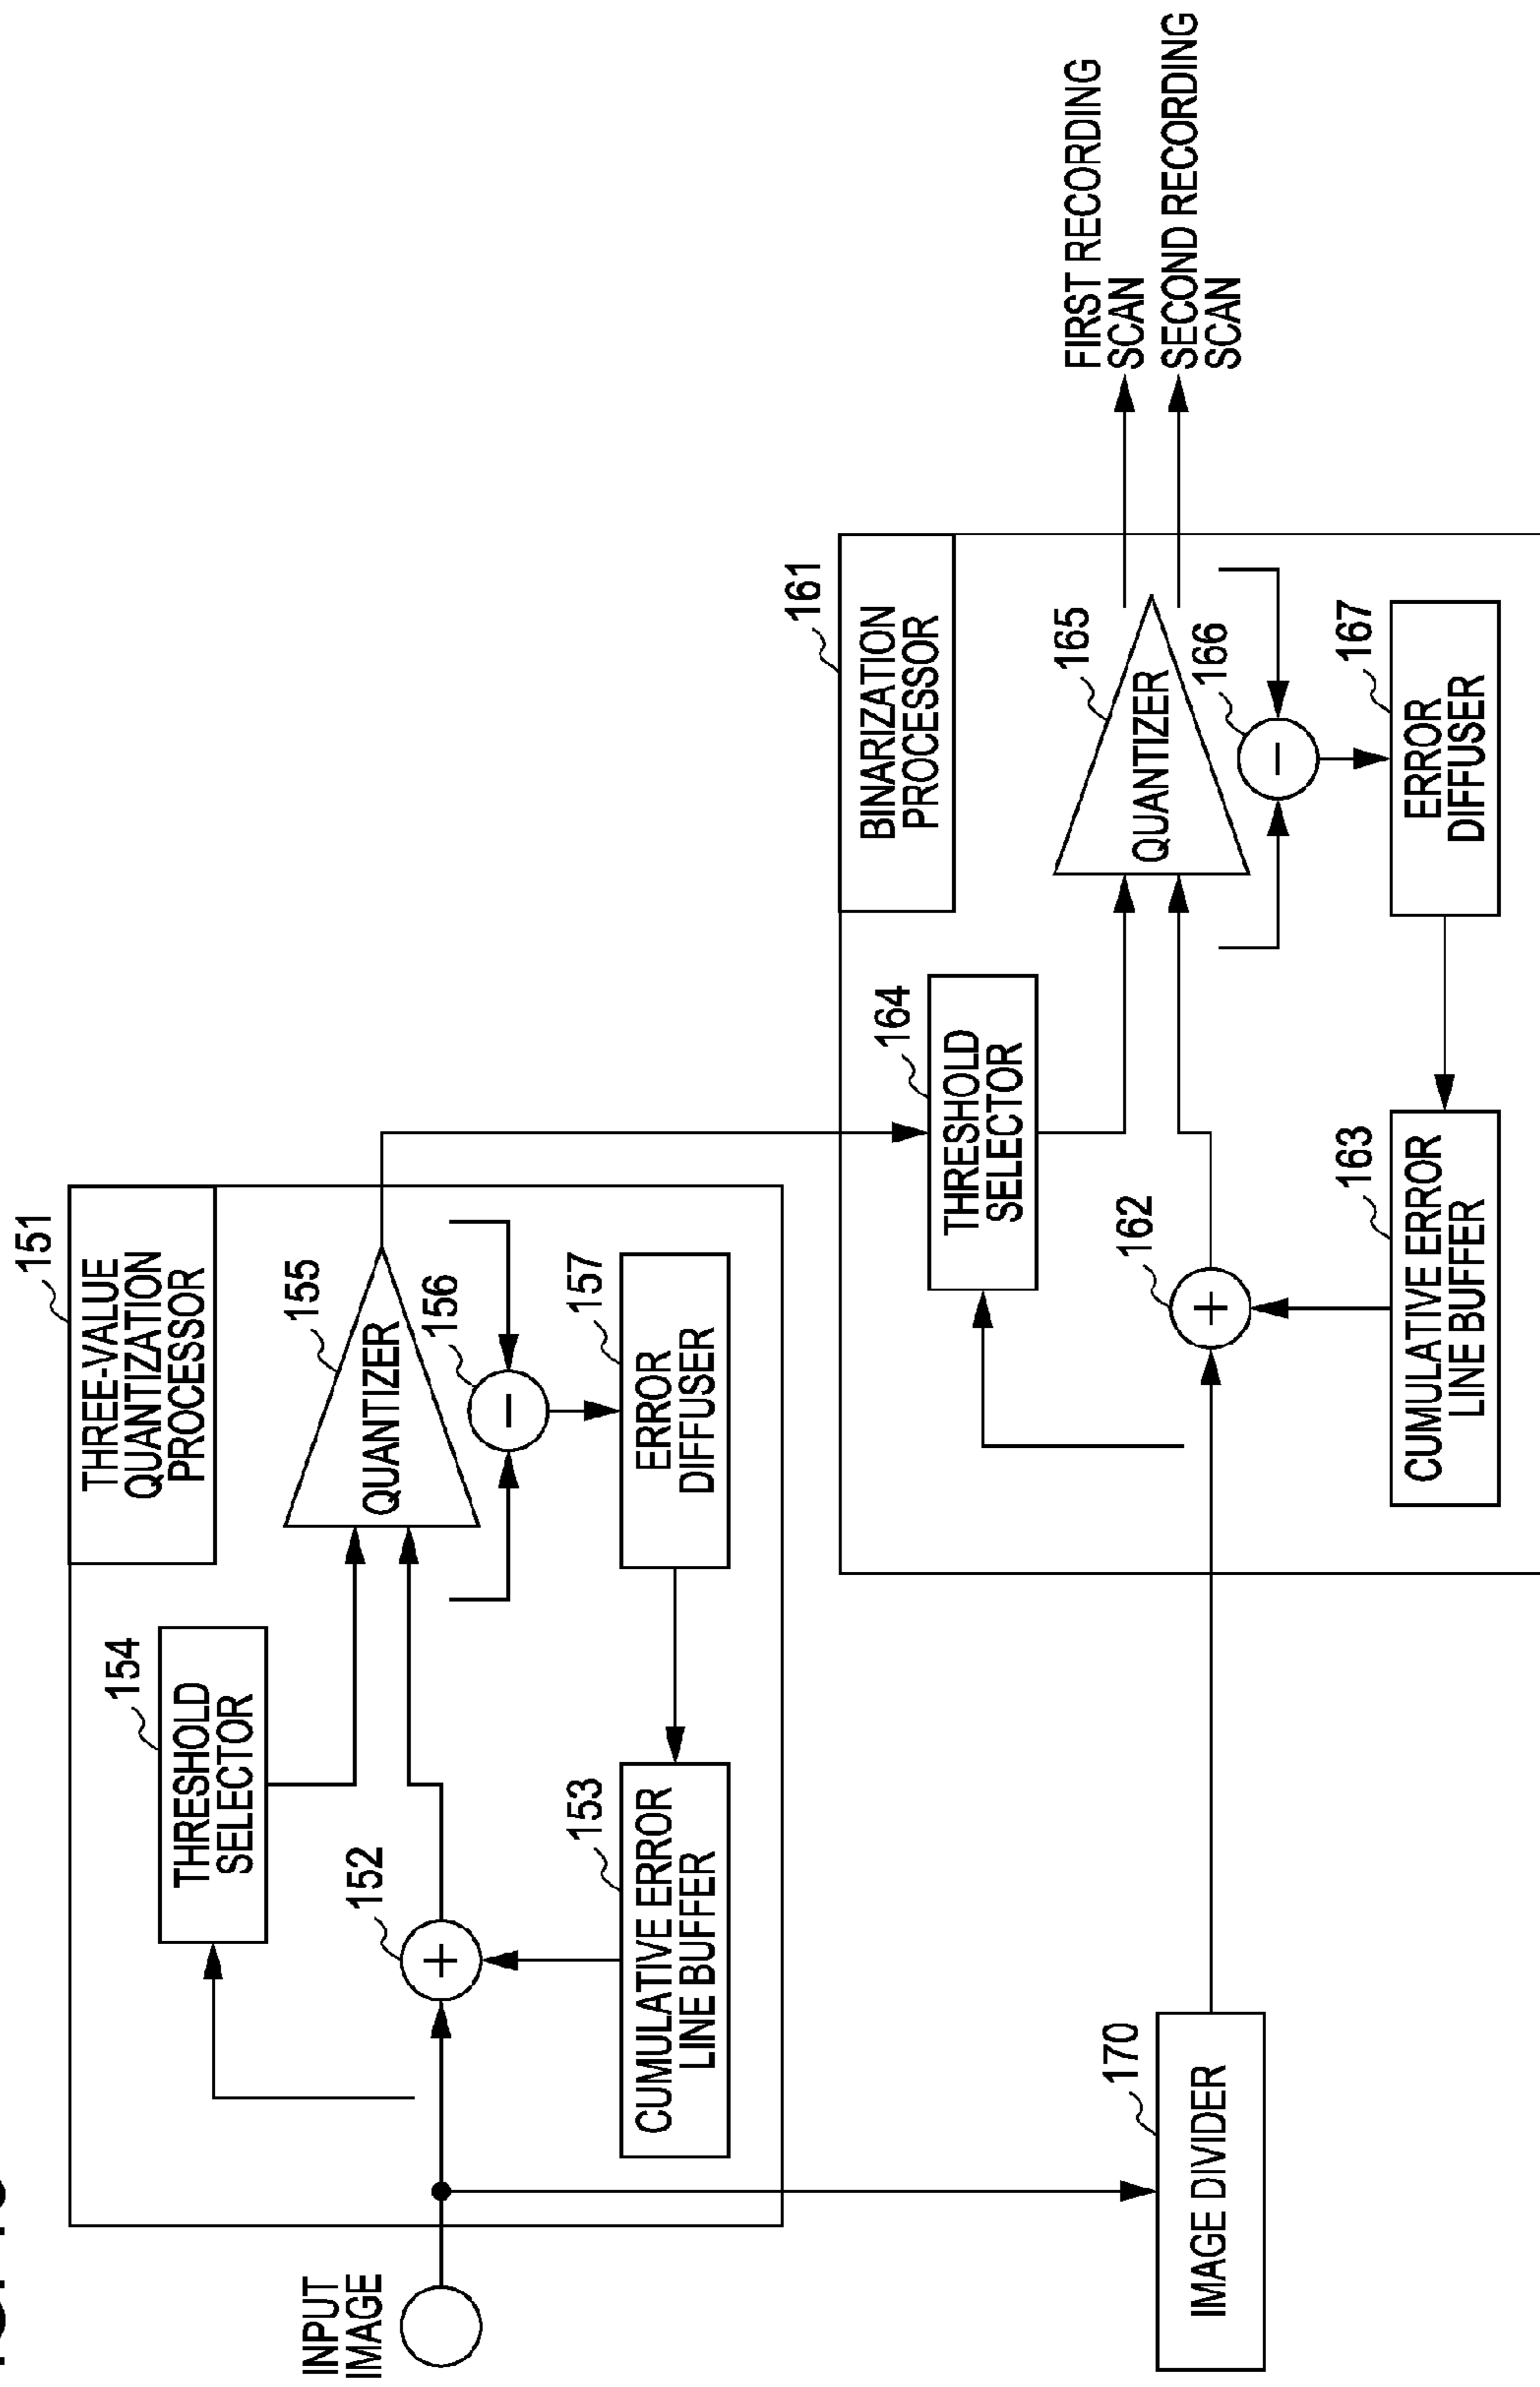 151
THREE-VALUE
QUANTIZATION
PROCESSOR
154
THRESHOLD
SELECTOR
155
QUANTIZER
152
156
INPUT
IMAGE
153
CUMULATIVE ERROR
LINE BUFFER
157
ERROR
DIFFUSER
161
BINARIZATION
PROCESSOR
164
THRESHOLD
SELECTOR
165
QUANTIZER
FIRST RECORDING
SCAN
SECOND RECORDING
SCAN
170
IMAGE DIVIDER
162
166
163
CUMULATIVE ERROR
LINE BUFFER
167
ERROR
DIFFUSER